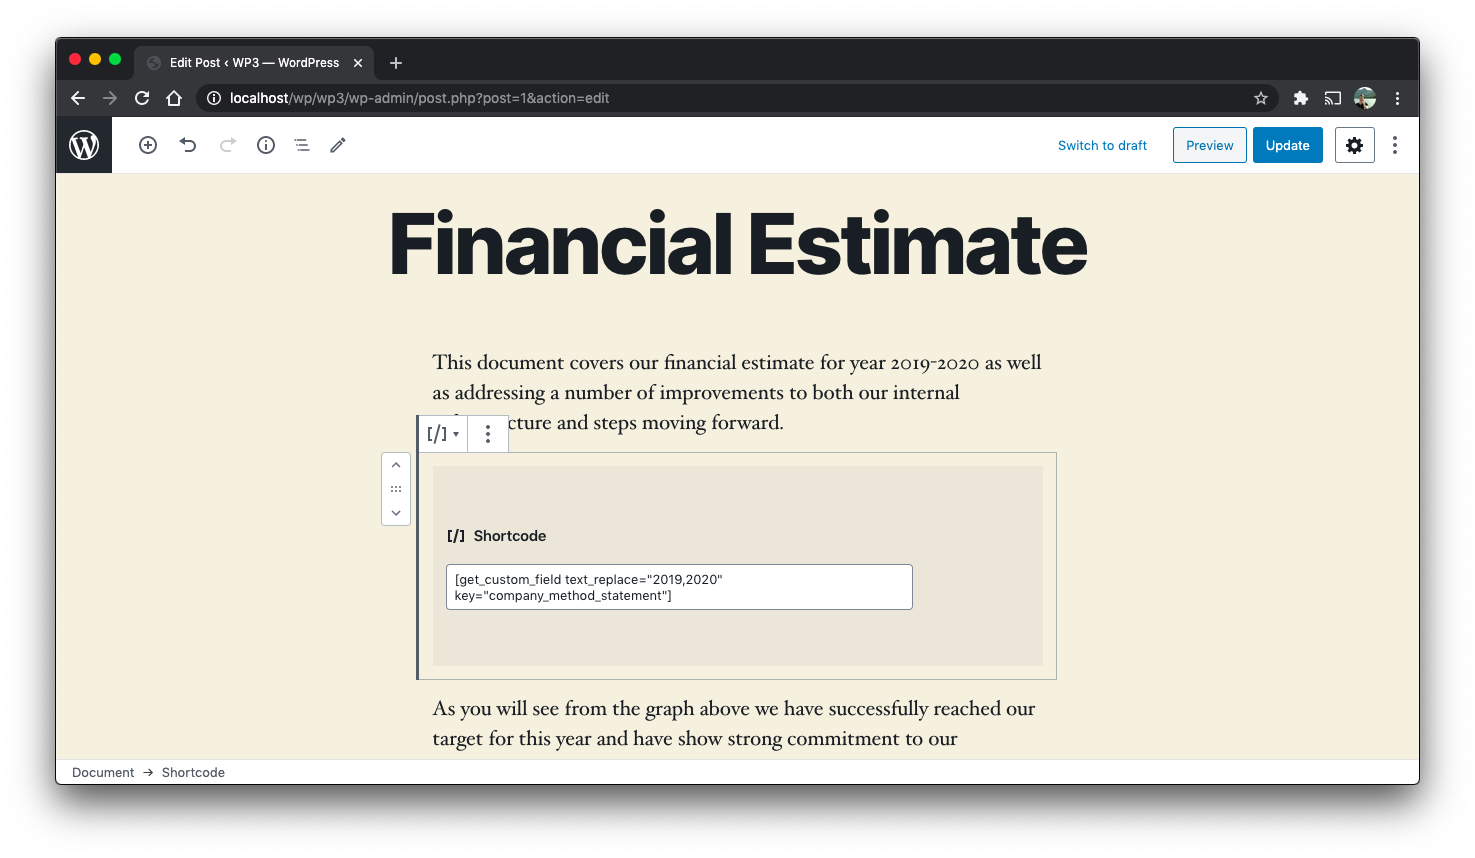 Edit Post ‹ WP3 — WordPress
localhost/wp/wp3/wp-admin/post.php?post=1&action=edit
Switch to draft
Preview
Update
Financial Estimate
This document covers our financial estimate for year 2019-2020 as well
as addressing a number of improvements to both our internal
cture and steps moving forward.
[/]
[/] Shortcode
[get_custom_field text_replace="2019,2020"
key="company_method_statement"]
As you will see from the graph above we have successfully reached our
target for this year and have show strong commitment to our
Document → Shortcode